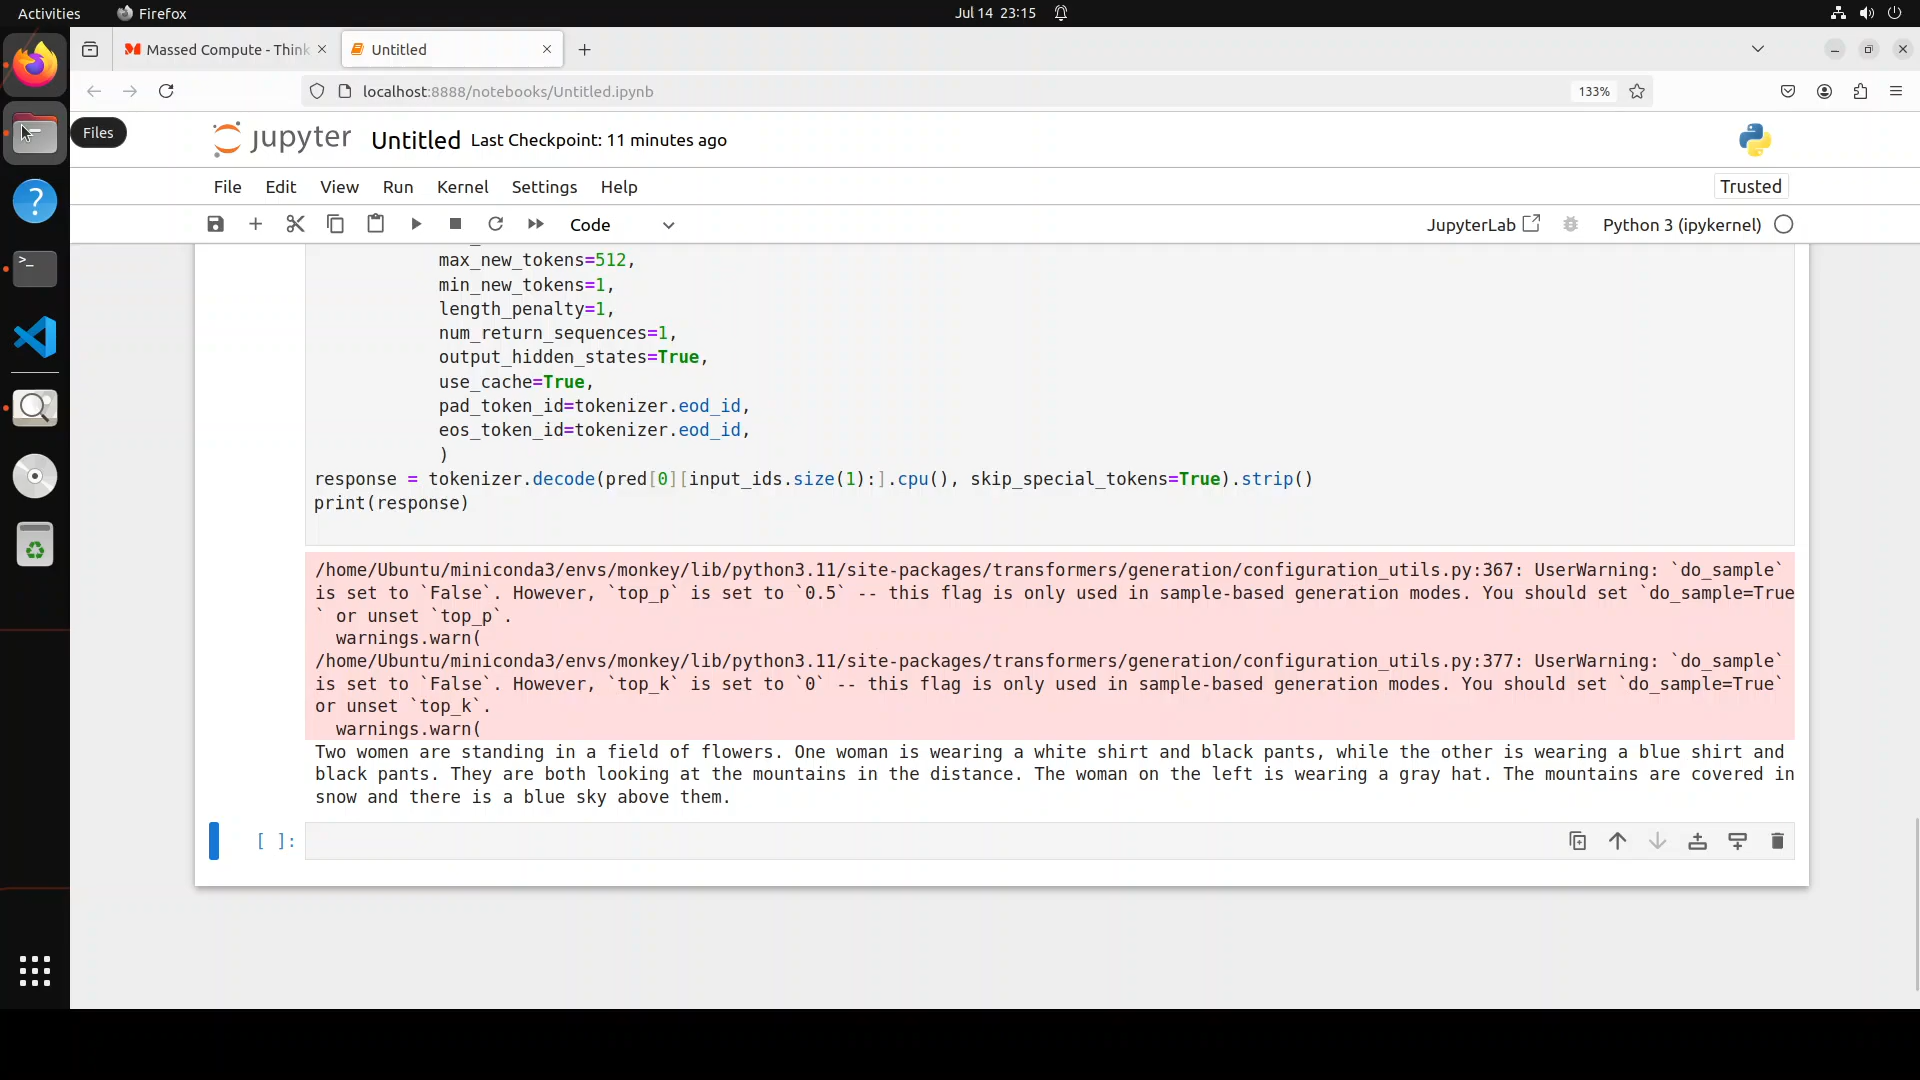 Activities Firefox Jul 14 23:15
Massed Compute - Think Untitled
localhost:8888/notebooks/Untitled.ipynb 133%
Files jupyter Untitled Last Checkpoint: 11 minutes ago
File Edit View Run Kernel Settings Help Trusted
Code JupyterLab Python 3 (ipykernel)
max_new_tokens=512,
min_new_tokens=1,
length_penalty=1,
num_return_sequences=1,
output_hidden_states=True,
use_cache=True,
pad_token_id=tokenizer.eod_id,
eos_token_id=tokenizer.eod_id,
)
response = tokenizer.decode(pred[0][input_ids.size(1):].cpu(), skip_special_tokens=True).strip()
print(response)
/home/Ubuntu/miniconda3/envs/monkey/lib/python3.11/site-packages/transformers/generation/configuration_utils.py:367: UserWarning: `do_sample`
is set to `False`. However, `top_p` is set to `0.5` -- this flag is only used in sample-based generation modes. You should set `do_sample=True
` or unset `top_p`.
warnings.warn(
/home/Ubuntu/miniconda3/envs/monkey/lib/python3.11/site-packages/transformers/generation/configuration_utils.py:377: UserWarning: `do_sample`
is set to `False`. However, `top_k` is set to `0` -- this flag is only used in sample-based generation modes. You should set `do_sample=True`
or unset `top_k`.
warnings.warn(
Two women are standing in a field of flowers. One woman is wearing a white shirt and black pants, while the other is wearing a blue shirt and
black pants. They are both looking at the mountains in the distance. The woman on the left is wearing a gray hat. The mountains are covered in
snow and there is a blue sky above them.
[ ]: